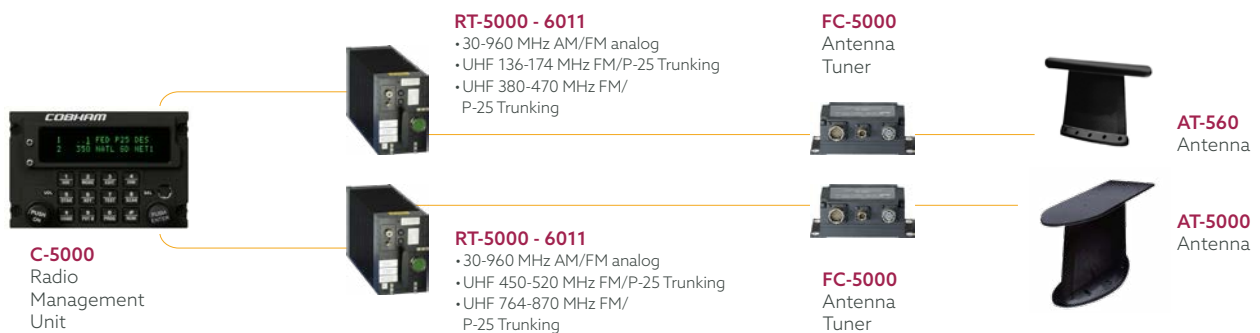 RT-5000 - 6011
•30-960 MHz AM/FM analog
•UHF 136-174 MHz FM/P-25 Trunking
•UHF 380-470 MHz FM/
P-25 Trunking
FC-5000
Antenna
Tuner
COBHAM
1 1 FED P25 DES
2 350 NATL GD NET1
C-5000
Radio
Management
Unit
AT-560
Antenna
RT-5000 - 6011
•30-960 MHz AM/FM analog
•UHF 450-520 MHz FM/P-25 Trunking
•UHF 764-870 MHz FM/
P-25 Trunking
FC-5000
Antenna
Tuner
AT-5000
Antenna
PUSH
ON
PUSH
ENTER